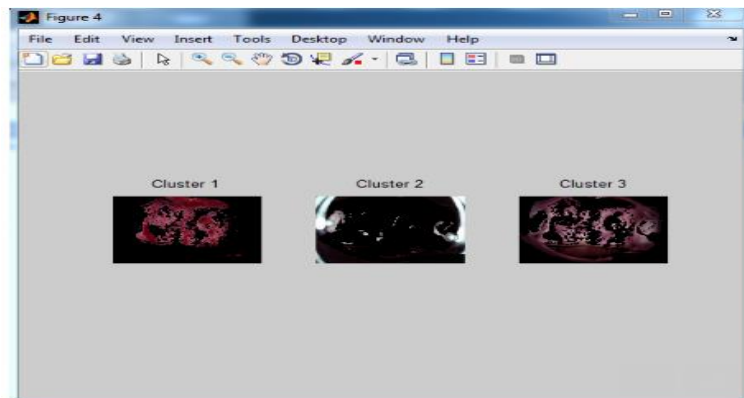 Figure 4
File Edit View Insert Tools Desktop Window Help
Cluster 1 Cluster 2 Cluster 3